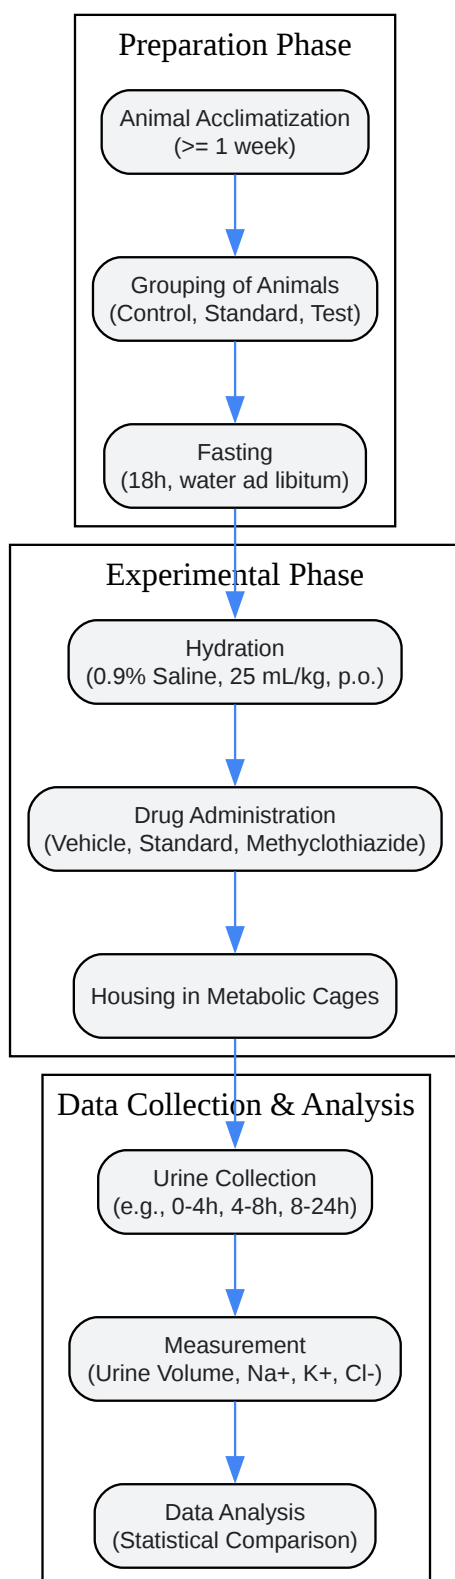 Preparation Phase
Animal Acclimatization
(>= 1 week)
Grouping of Animals
(Control, Standard, Test)
Fasting
(18h, water ad libitum)
Experimental Phase
Hydration
(0.9% Saline, 25 mL/kg, p.o.)
Drug Administration
(Vehicle, Standard, Methyclothiazide)
Housing in Metabolic Cages
Data Collection & Analysis
Urine Collection
(e.g., 0-4h, 4-8h, 8-24h)
Measurement
(Urine Volume, Na+, K+, Cl-)
Data Analysis
(Statistical Comparison)